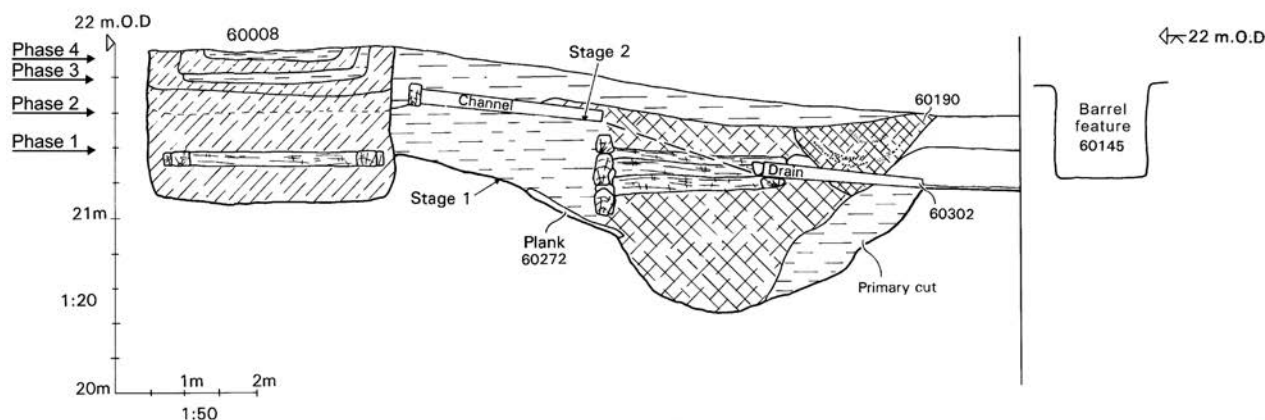 22 m.O.D
60008
Phase 4
Phase 3
Phase 2
Phase 1
Channel
Stage 2
Stage 1
Plank
60272
Drain
60190
60302
Primary cut
22 m.O.D
Barrel
feature
60145
21m
1:20
20m
1m 2m
1:50